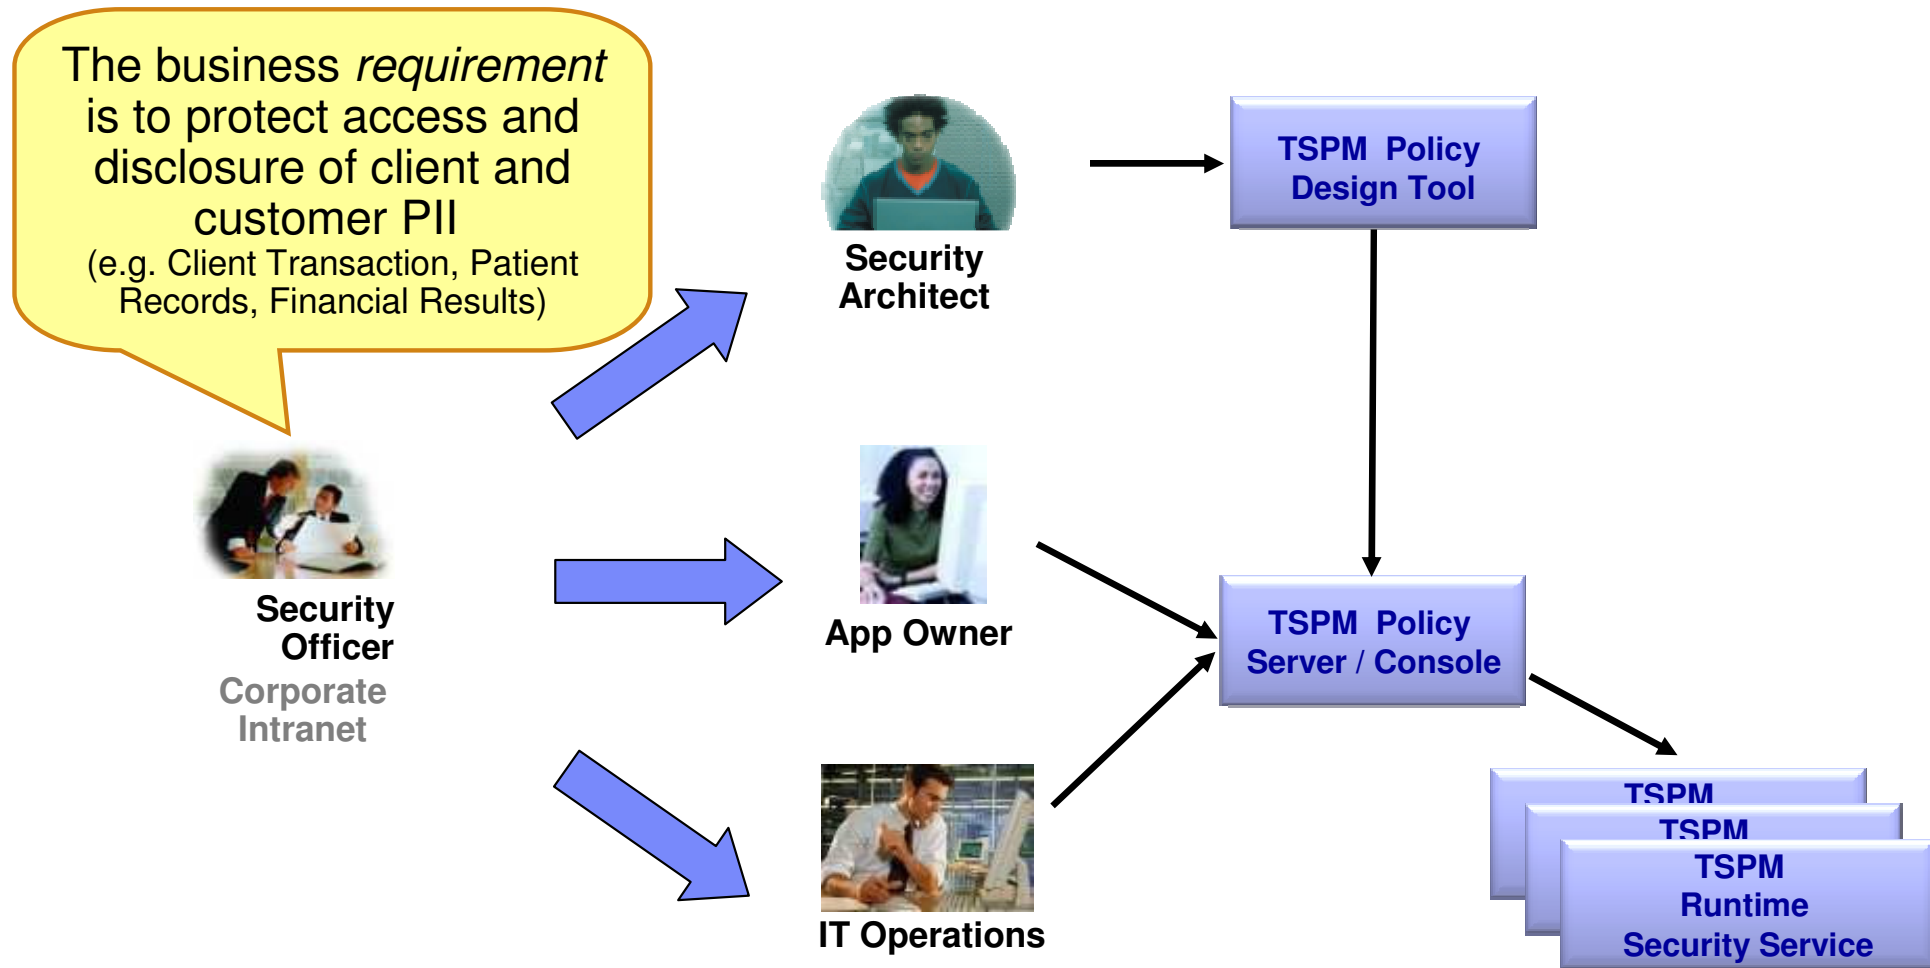 The business requirement
is to protect access and
disclosure of client and
customer PII
(e.g. Client Transaction, Patient
Records, Financial Results)
Security
Officer
Corporate
Intranet
Security
Architect
App Owner
IT Operations
TSPM Policy
Design Tool
TSPM Policy
Server / Console
TSPM
TSPM
TSPM
Runtime
Security Service